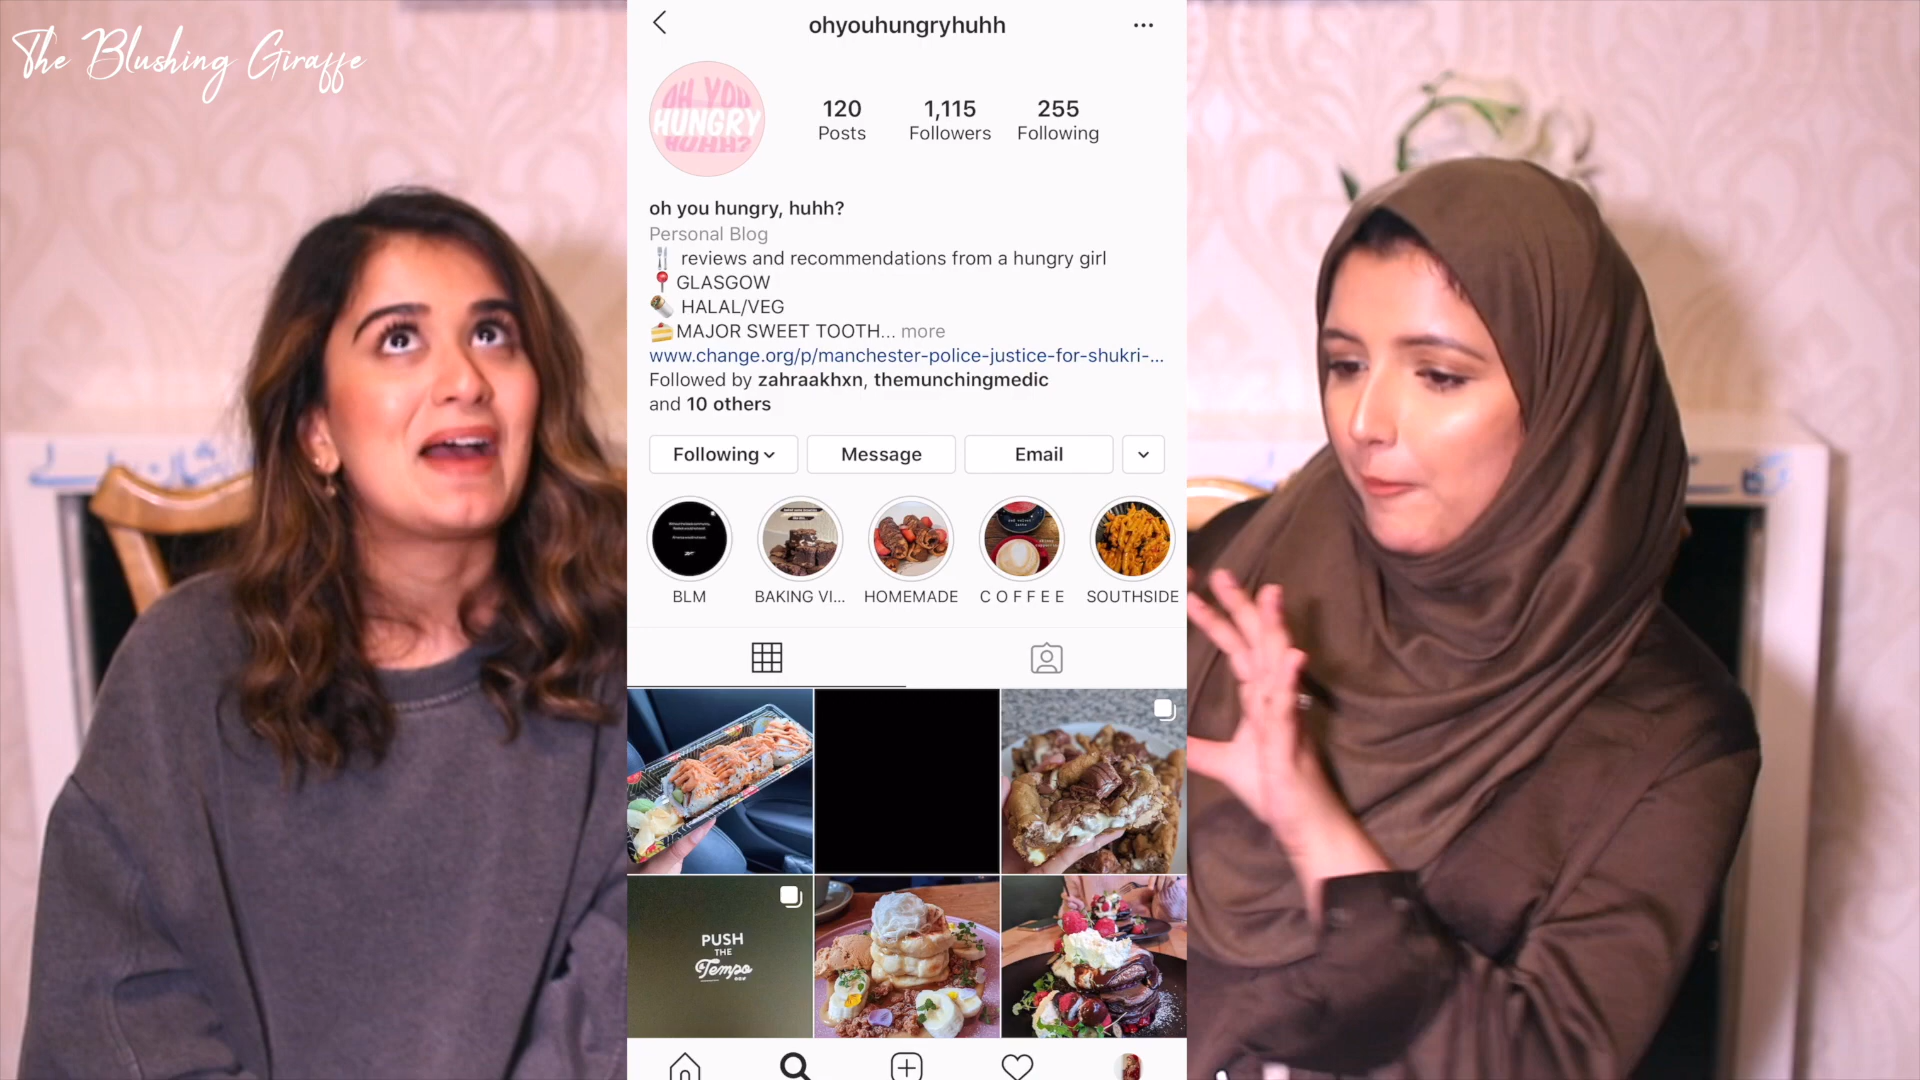 The Blushing Giraffe
ohyouhungryhuhh
OH YOU
HUNGRY
HUHH?
120
1,115
255
Posts
Followers
Following
oh you hungry, huhh?
Personal Blog
reviews and recommendations from a hungry girl
GLASGOW
HALAL/VEG
MAJOR SWEET TOOTH... more
www.change.org/p/manchester-police-justice-for-shukri-...
Followed by zahraakhxn, themunchingmedic
and 10 others
Following
Message
Email
BLM
BAKING VI...
HOMEMADE
C O F F E E
SOUTHSIDE
PUSH
THE
Tempo